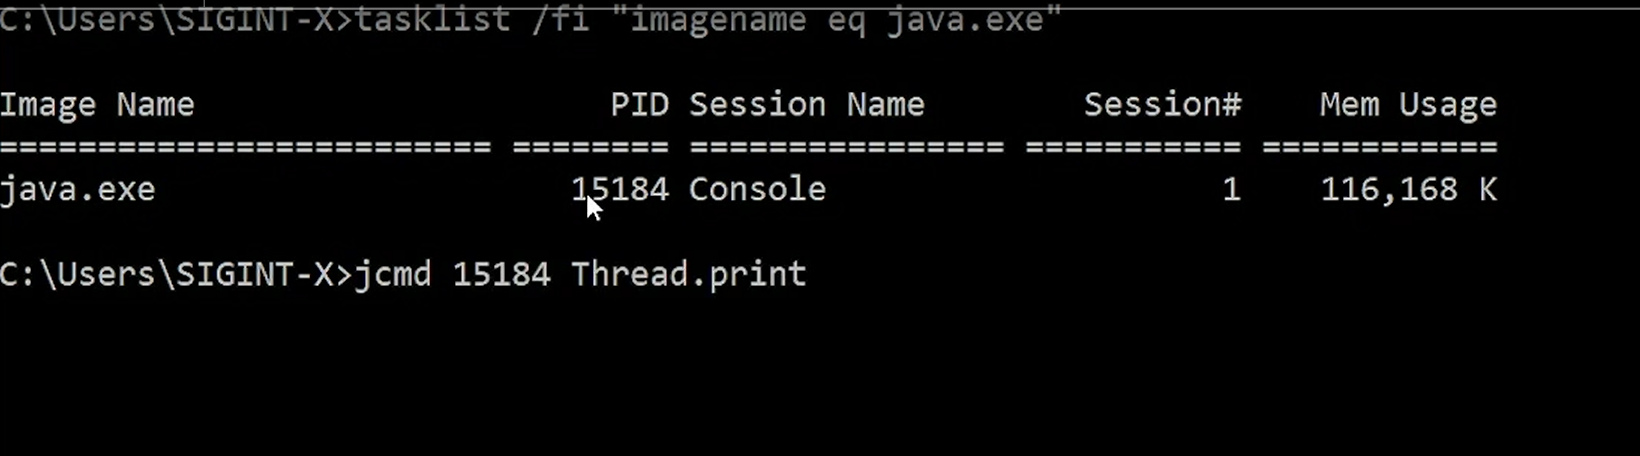 C:\Users\SIGINT-X>tasklist /fi "imagename eq java.exe"
Image Name                     PID Session Name        Session#    Mem Usage
========================= ======== ================ =========== ============
java.exe                     15184 Console                    1    116,168 K
C:\Users\SIGINT-X>jcmd 15184 Thread.print